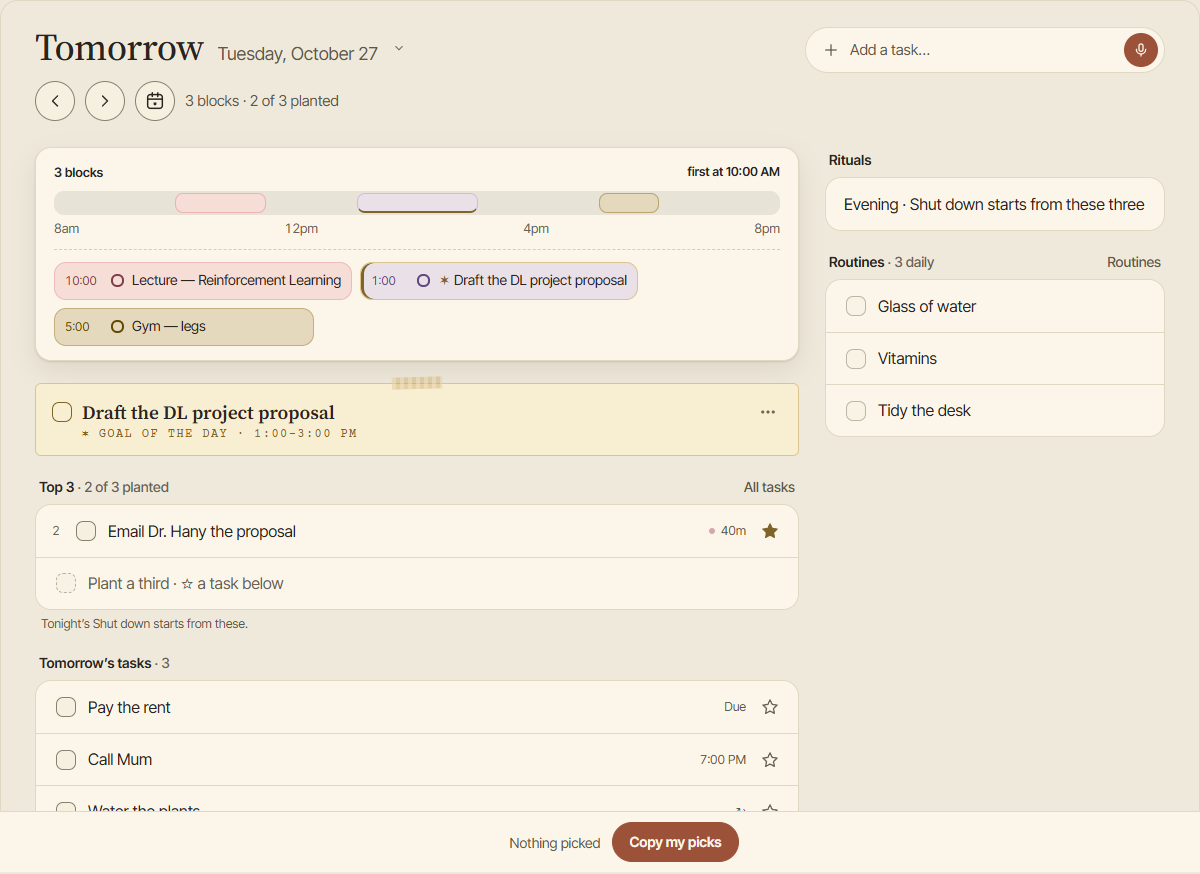 Tomorrow Tuesday, October 27
Add a task...
3 blocks · 2 of 3 planted
3 blocks
first at 10:00 AM
8am 12pm 4pm 8pm
10:00 Lecture — Reinforcement Learning
1:00 ✶ Draft the DL project proposal
5:00 Gym — legs
Draft the DL project proposal
✶ GOAL OF THE DAY · 1:00–3:00 PM
Top 3 · 2 of 3 planted
All tasks
2 Email Dr. Hany the proposal 40m
Plant a third · ☆ a task below
Tonight's Shut down starts from these.
Tomorrow's tasks · 3
Pay the rent Due
Call Mum 7:00 PM
Water the plants
Rituals
Evening · Shut down starts from these three
Routines · 3 daily
Routines
Glass of water
Vitamins
Tidy the desk
Nothing picked
Copy my picks